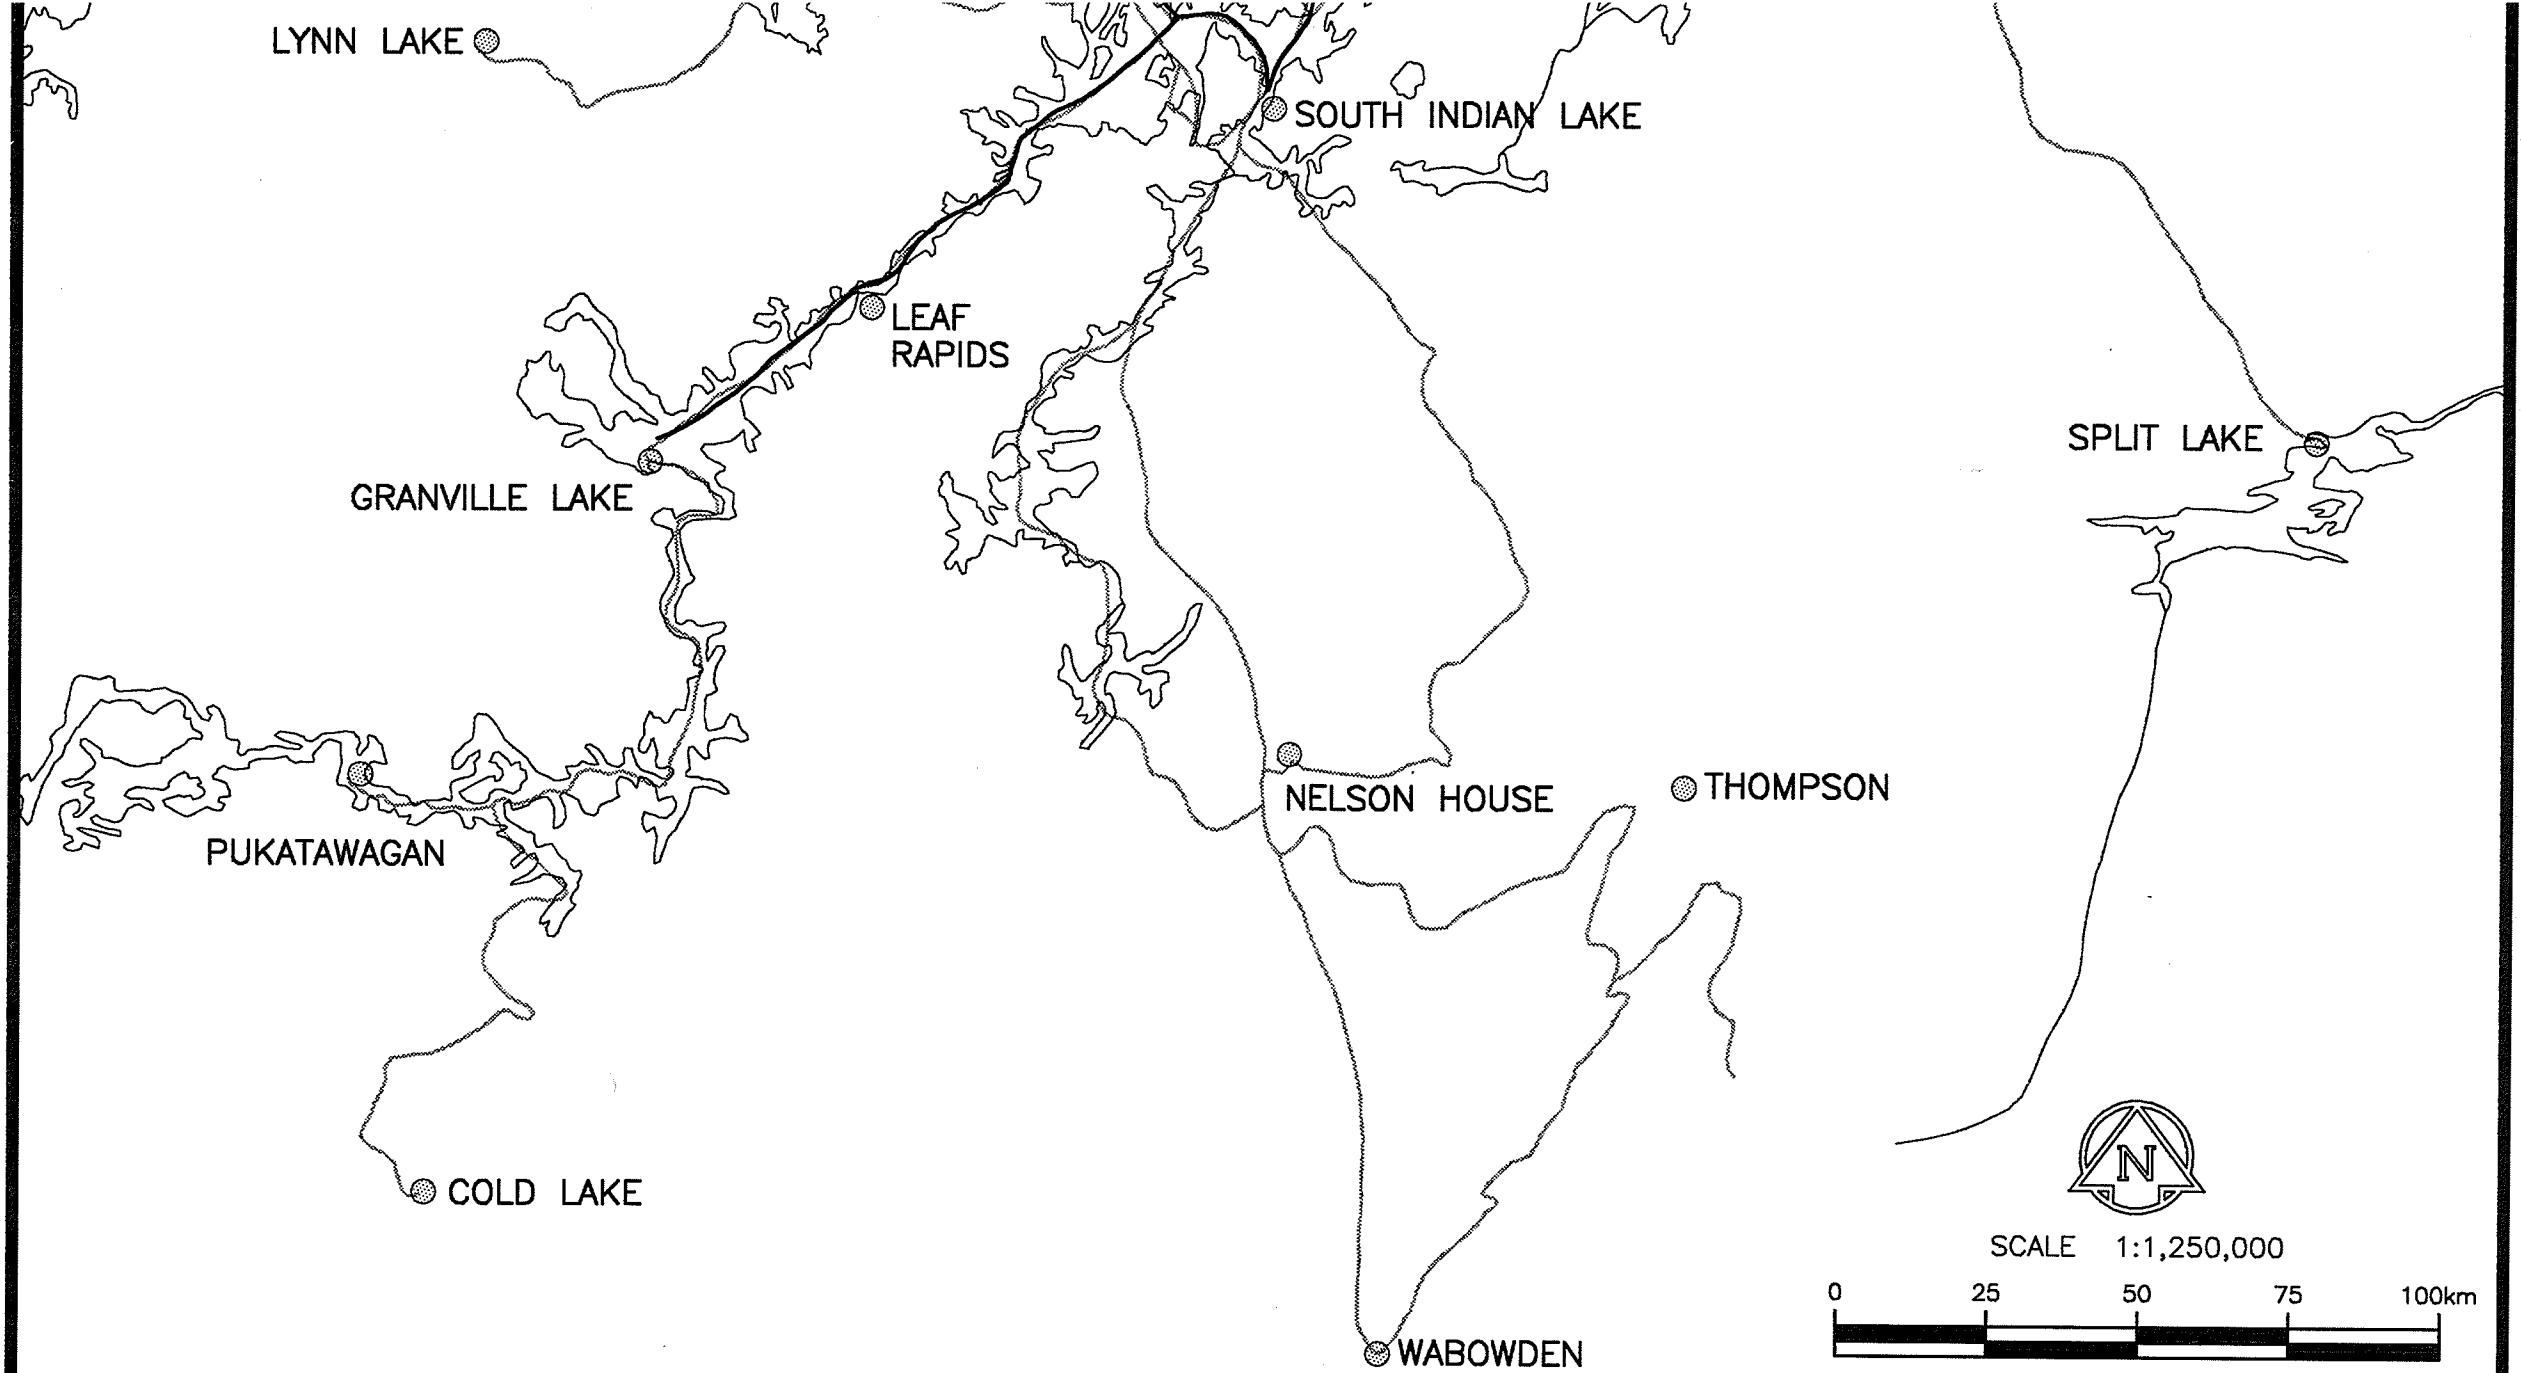 LYNN LAKE
SOUTH INDIAN LAKE
LEAF
RAPIDS
SPLIT LAKE
GRANVILLE LAKE
THOMPSON
NELSON HOUSE
PUKATAWAGAN
N
COLD LAKE
SCALE 1:1,250,000
0 25 50 75 100km
WABOWDEN